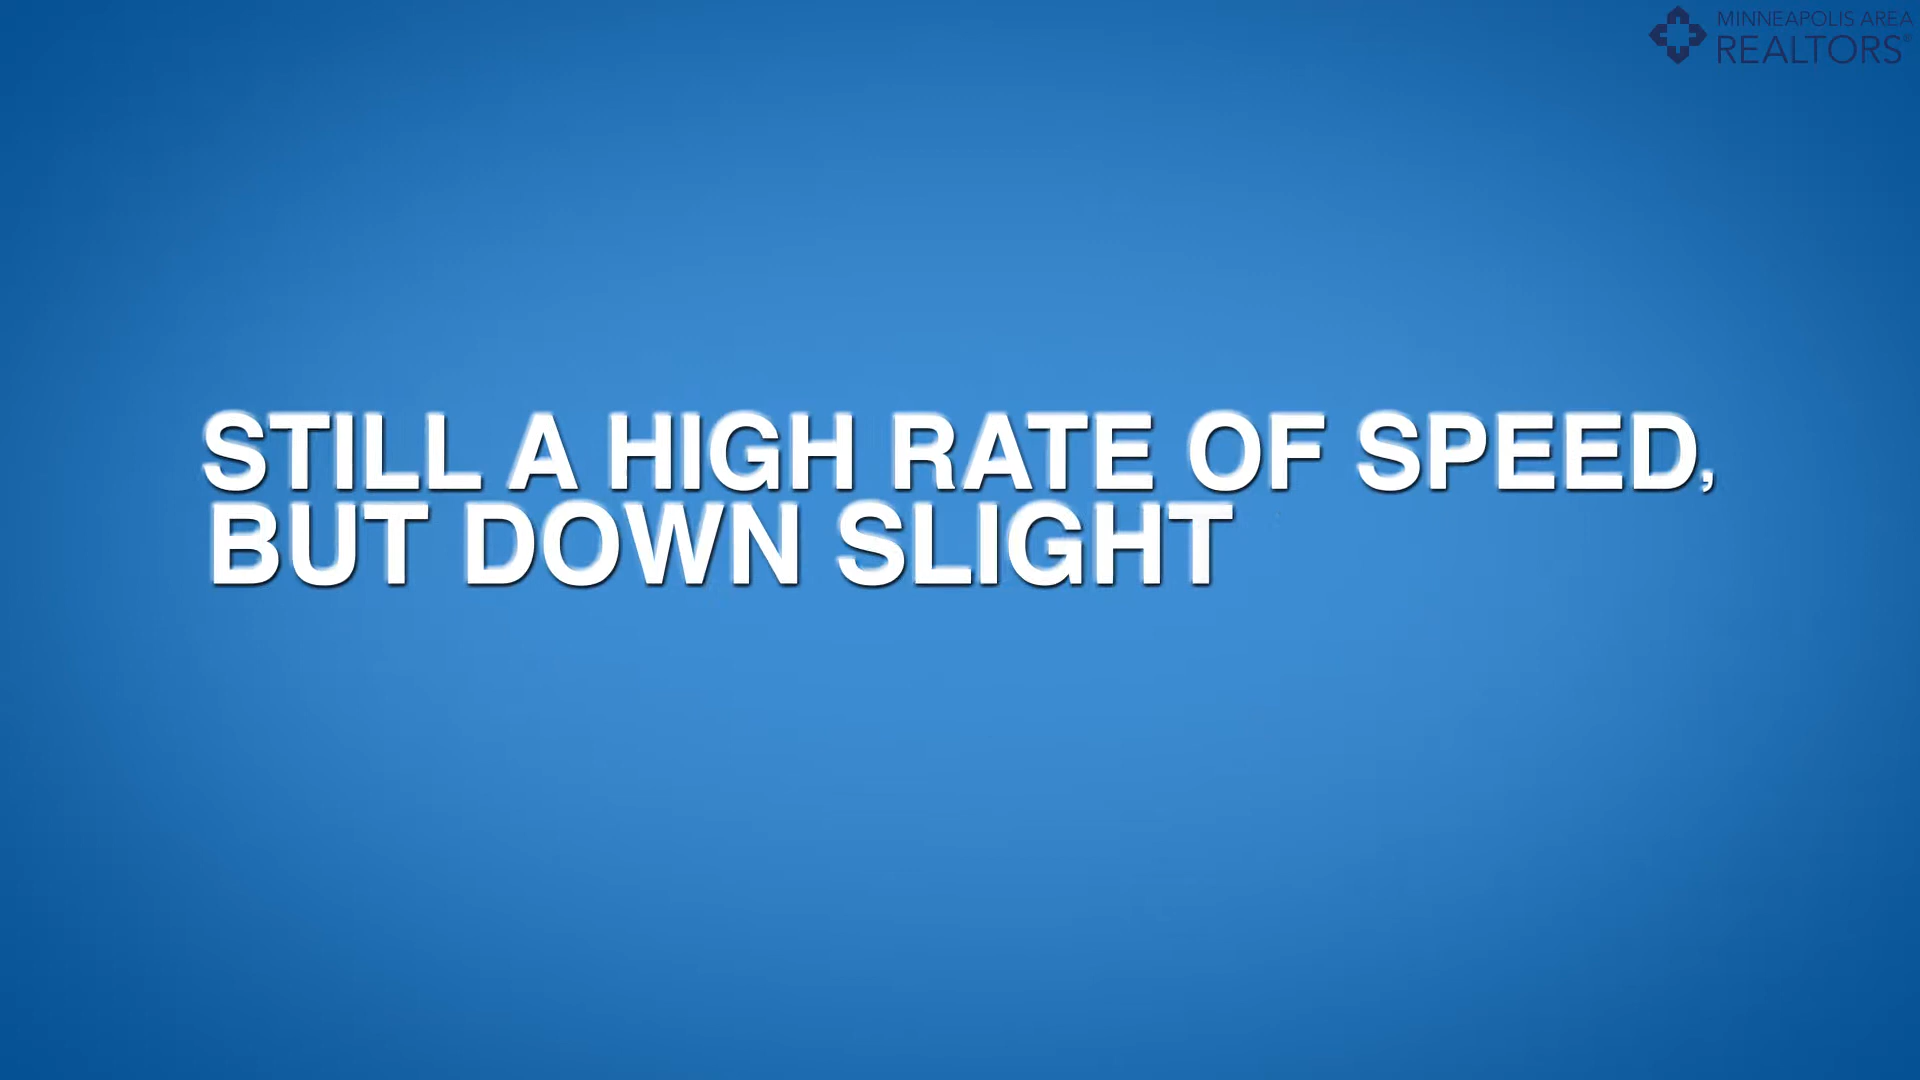 MINNEAPOLIS AREA
REALTORS®
STILL A HIGH RATE OF SPEED,
BUT DOWN SLIGHT